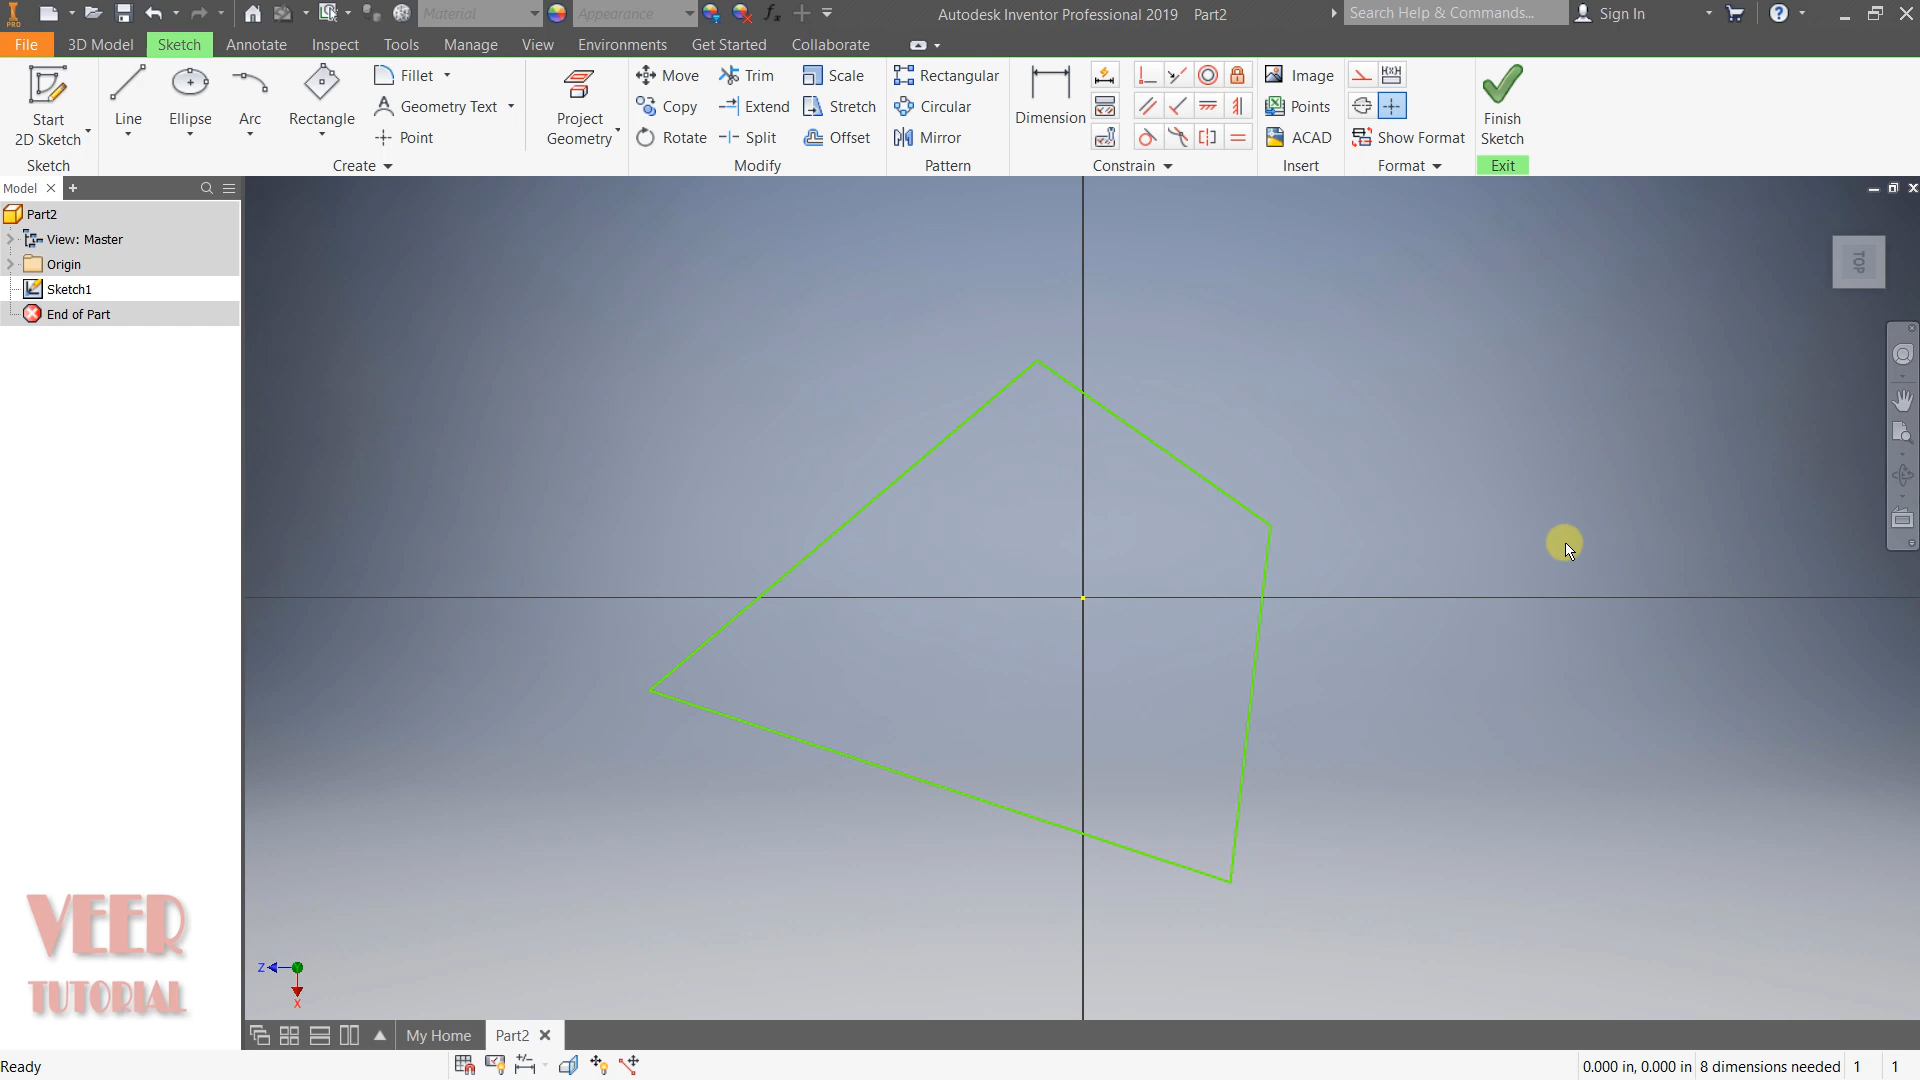 Material
Appearance
Autodesk Inventor Professional 2019 Part2
Search Help & Commands...
Sign In
PRO
File 3D Model Sketch Annotate Inspect Tools Manage View Environments Get Started Collaborate
Start
2D Sketch
Line
Ellipse
Arc
Rectangle
Fillet
Geometry Text
Point
Project
Geometry
Move
Copy
Rotate
Trim
Extend
Split
Scale
Stretch
Offset
Rectangular
Circular
Mirror
Dimension
Image
Points
ACAD
Show Format
Finish
Sketch
Sketch Create Modify Pattern Constrain Insert Format Exit
Model
Part2
View: Master
Origin
Sketch1
End of Part
TOP
VEER
TUTORIAL
Z
X
My Home Part2
Ready
0.000 in, 0.000 in 8 dimensions needed 1 1